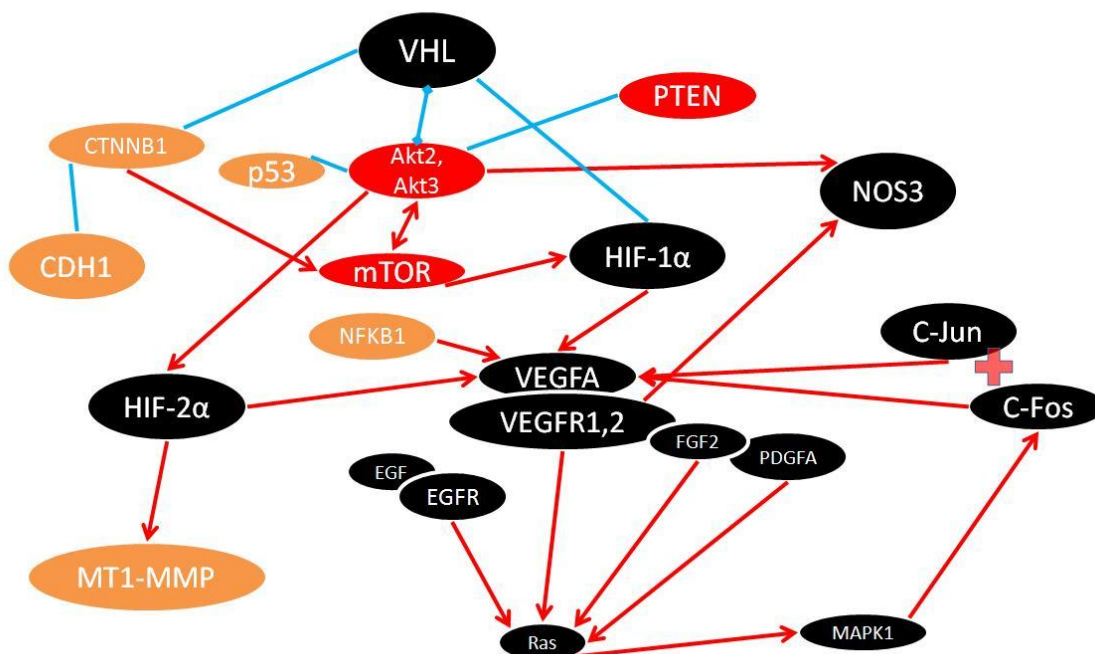 VHL
PTEN
CTNNB1
p53
Akt2,
Akt3
NOS3
CDH1
mTOR
HIF-1α
NFKB1
C-Jun
VEGFA
HIF-2α
VEGFR1,2
C-Fos
FGF2
PDGFA
EGF
EGFR
MT1-MMP
Ras
MAPK1